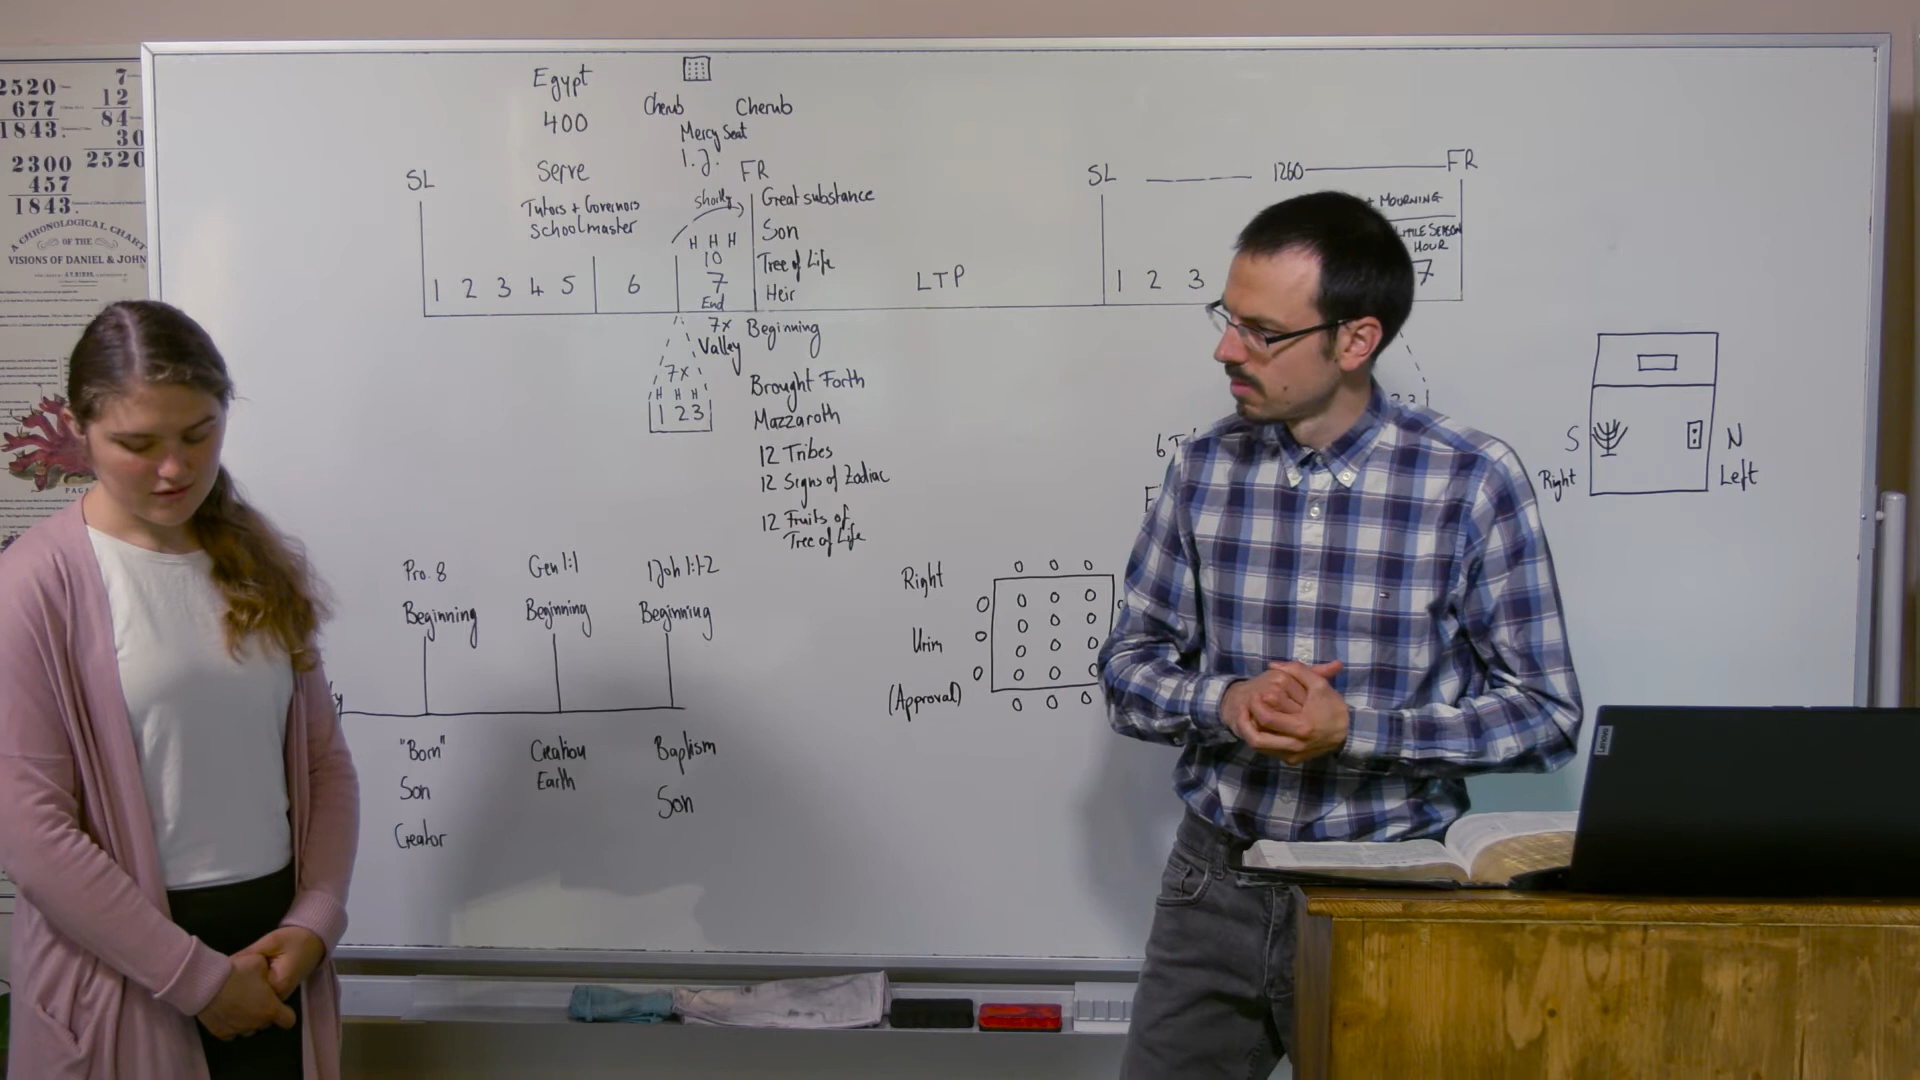 2520
677
1843.
2300
457
1843.
7
12
84
30
2520
A CHRONOLOGICAL CHART
OF THE
VISIONS OF DANIEL & JOHN
Egypt
400
Serve
Tutors + Governors
Schoolmaster
Cherub Cherub
Mercy Seat
1. J.
SL
FR
shortly
Great substance
Son
Tree of Life
Heir
H H H
10
1 2 3 4 5 6 7
End
7x Beginning
Valley
7x
H H H
1 2 3
Brought Forth
Mazzaroth
12 Tribes
12 Signs of Zodiac
12 Fruits of
Tree of Life
LTP
SL 1260 FR
+ MOURNING
LITTLE SEASON
HOUR
1 2 3 7
2 3
S N
Right Left
Pro. 8 Gen 1:1 1 Joh 1:1-2
Beginning Beginning Beginning
"Born" Creation Baptism
Son Earth Son
Creator
Right
Urim
(Approval)
Lenovo